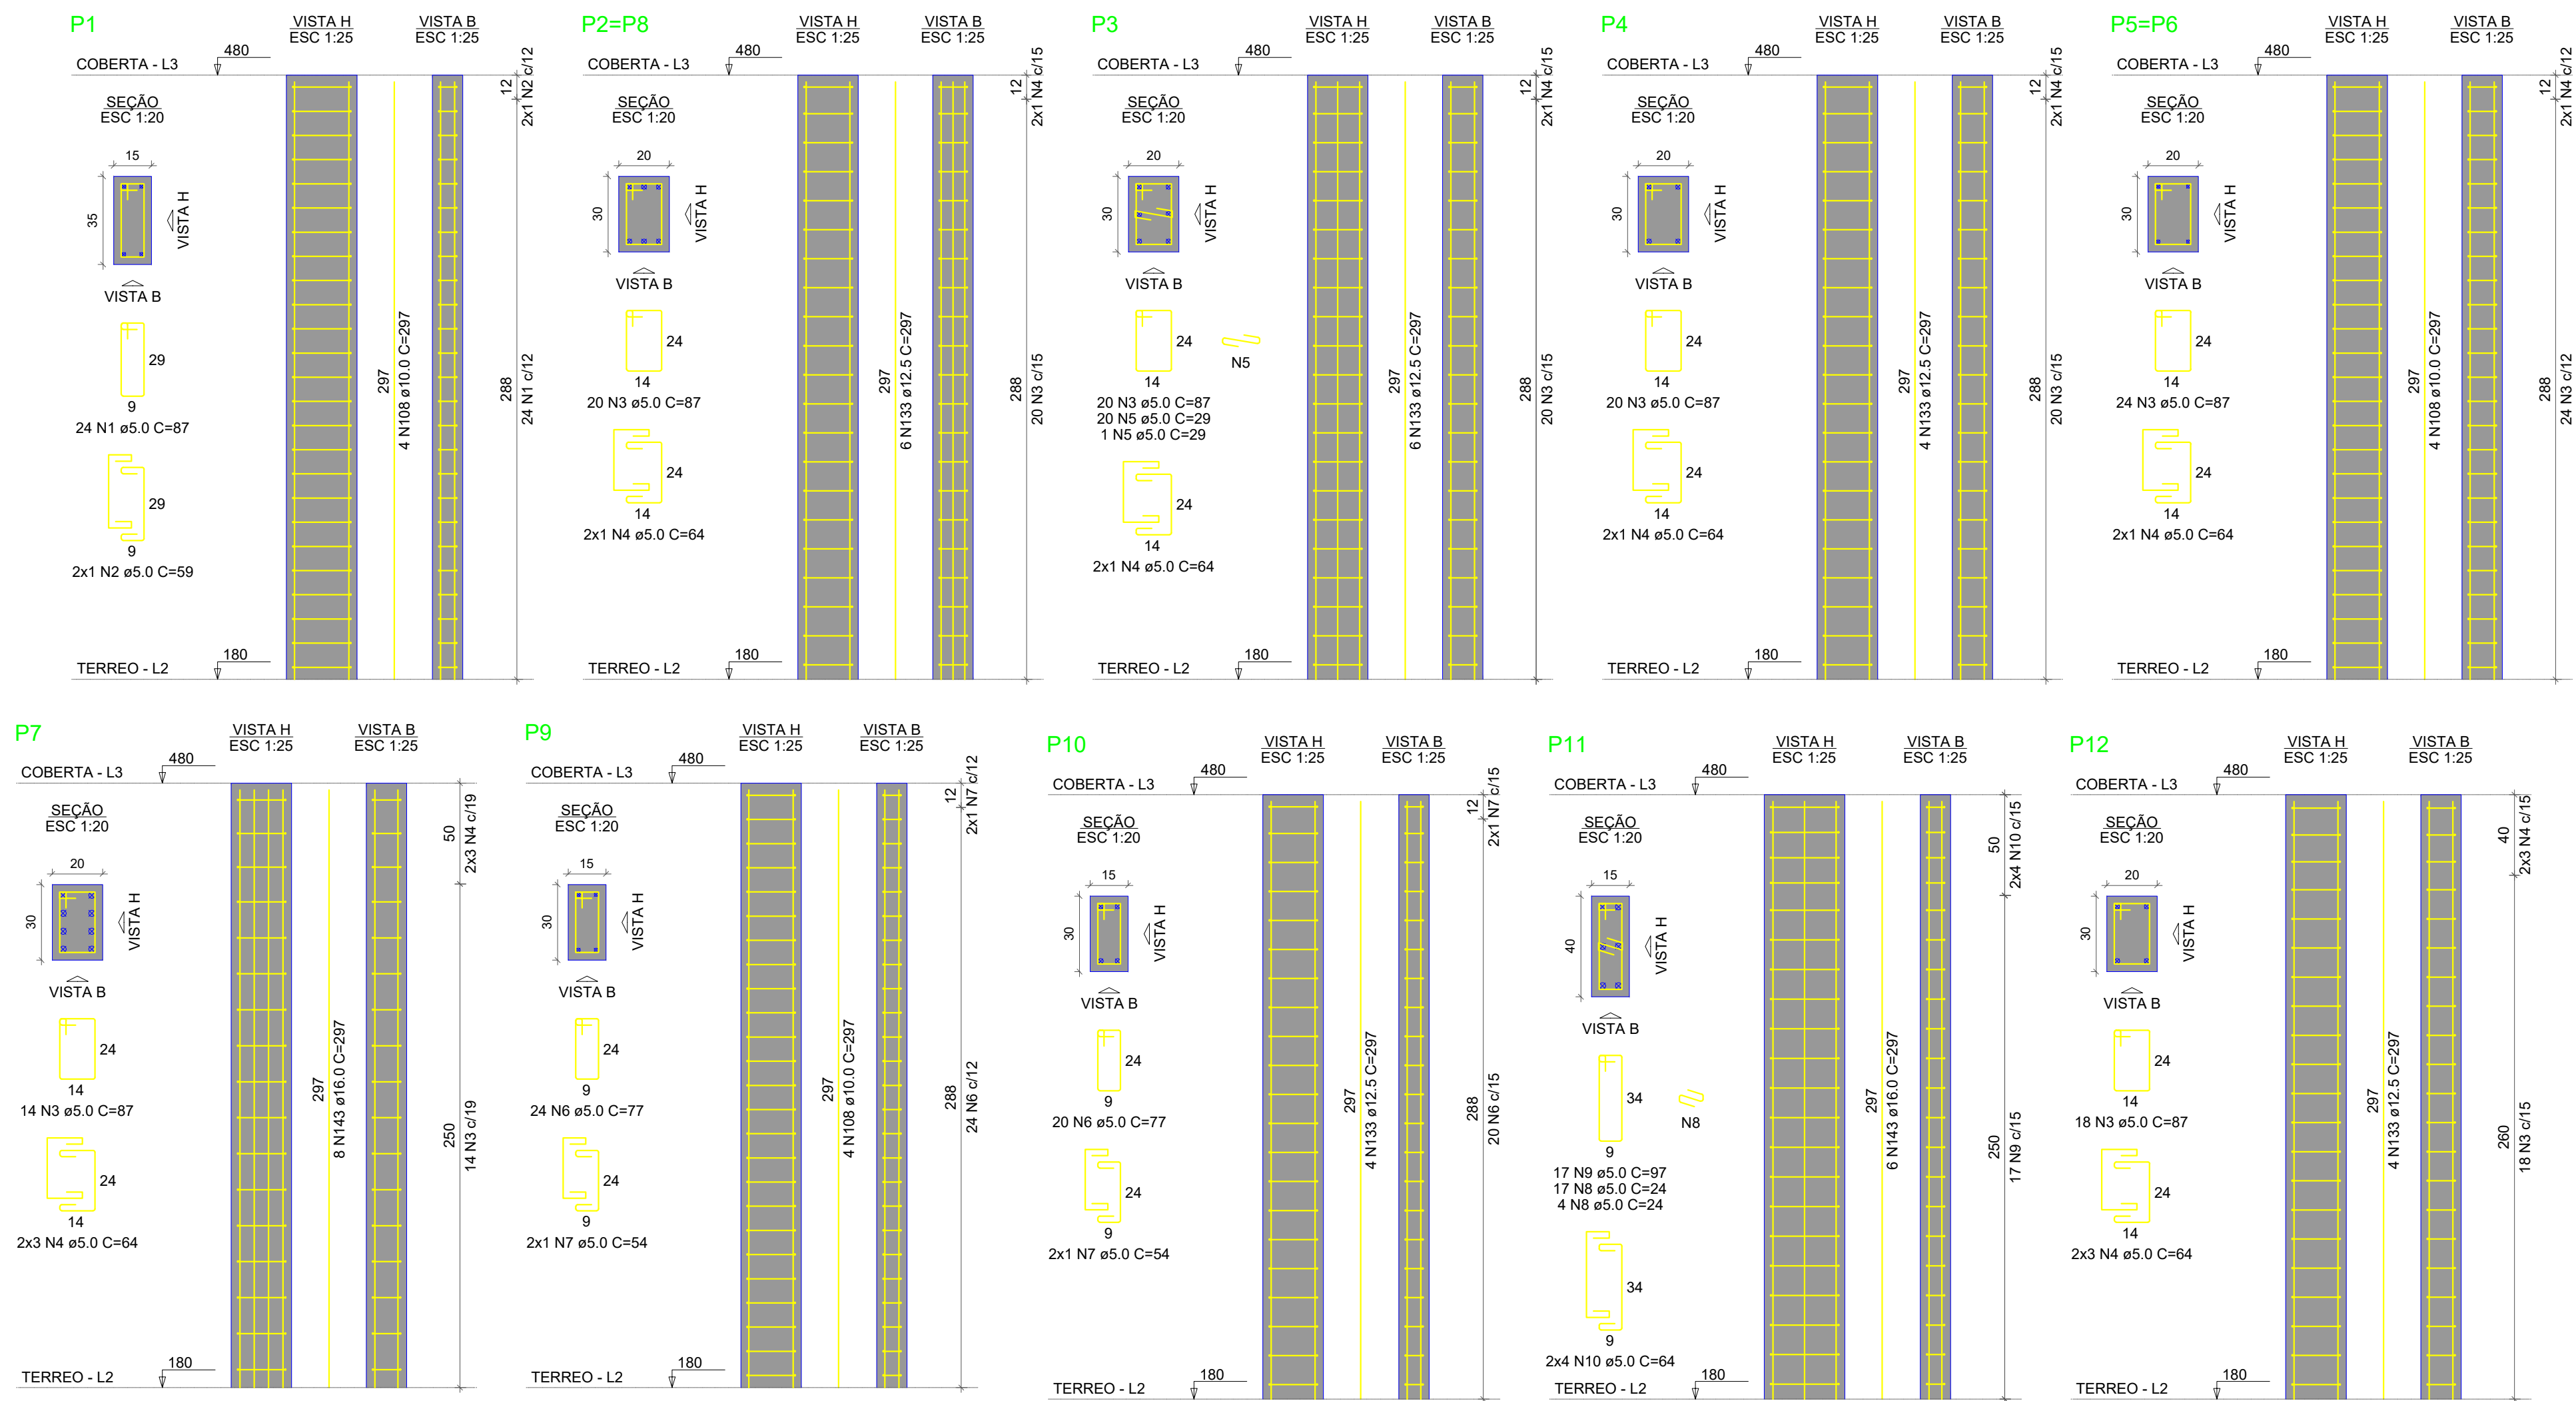 P1
VISTA H
ESC 1:25
VISTA B
ESC 1:25
COBERTA - L3
480
SEÇÃO
ESC 1:20
15
35
VISTA H
VISTA B
29
9
24 N1 ø5.0 C=87
29
9
2x1 N2 ø5.0 C=59
297
4 N108 ø10.0 C=297
12
2x1 N2 c/12
288
24 N1 c/12
TERREO - L2
180
P2=P8
VISTA H
ESC 1:25
VISTA B
ESC 1:25
COBERTA - L3
480
SEÇÃO
ESC 1:20
20
30
VISTA H
VISTA B
24
14
20 N3 ø5.0 C=87
24
14
2x1 N4 ø5.0 C=64
297
6 N133 ø12.5 C=297
12
2x1 N4 c/15
288
20 N3 c/15
TERREO - L2
180
P3
VISTA H
ESC 1:25
VISTA B
ESC 1:25
COBERTA - L3
480
SEÇÃO
ESC 1:20
20
30
VISTA H
VISTA B
24
N5
14
20 N3 ø5.0 C=87
20 N5 ø5.0 C=29
1 N5 ø5.0 C=29
24
14
2x1 N4 ø5.0 C=64
297
6 N133 ø12.5 C=297
12
2x1 N4 c/15
288
20 N3 c/15
TERREO - L2
180
P4
VISTA H
ESC 1:25
VISTA B
ESC 1:25
COBERTA - L3
480
SEÇÃO
ESC 1:20
20
30
VISTA H
VISTA B
24
14
20 N3 ø5.0 C=87
24
14
2x1 N4 ø5.0 C=64
297
4 N133 ø12.5 C=297
12
2x1 N4 c/15
288
20 N3 c/15
TERREO - L2
180
P5=P6
VISTA H
ESC 1:25
VISTA B
ESC 1:25
COBERTA - L3
480
SEÇÃO
ESC 1:20
20
30
VISTA H
VISTA B
24
14
24 N3 ø5.0 C=87
24
14
2x1 N4 ø5.0 C=64
297
4 N108 ø10.0 C=297
12
2x1 N4 c/12
288
24 N3 c/12
TERREO - L2
180
P7
VISTA H
ESC 1:25
VISTA B
ESC 1:25
COBERTA - L3
480
SEÇÃO
ESC 1:20
20
30
VISTA H
VISTA B
24
14
14 N3 ø5.0 C=87
24
14
2x3 N4 ø5.0 C=64
297
8 N143 ø16.0 C=297
50
2x3 N4 c/19
250
14 N3 c/19
TERREO - L2
180
P9
VISTA H
ESC 1:25
VISTA B
ESC 1:25
COBERTA - L3
480
SEÇÃO
ESC 1:20
15
30
VISTA H
VISTA B
24
9
24 N6 ø5.0 C=77
24
9
2x1 N7 ø5.0 C=54
297
4 N108 ø10.0 C=297
12
2x1 N7 c/12
288
24 N6 c/12
TERREO - L2
180
P10
VISTA H
ESC 1:25
VISTA B
ESC 1:25
COBERTA - L3
480
SEÇÃO
ESC 1:20
15
30
VISTA H
VISTA B
24
9
20 N6 ø5.0 C=77
24
9
2x1 N7 ø5.0 C=54
297
4 N133 ø12.5 C=297
12
2x1 N7 c/15
288
20 N6 c/15
TERREO - L2
180
P11
VISTA H
ESC 1:25
VISTA B
ESC 1:25
COBERTA - L3
480
SEÇÃO
ESC 1:20
15
40
VISTA H
VISTA B
34
N8
9
17 N9 ø5.0 C=97
17 N8 ø5.0 C=24
4 N8 ø5.0 C=24
34
9
2x4 N10 ø5.0 C=64
297
6 N143 ø16.0 C=297
50
2x4 N10 c/15
250
17 N9 c/15
TERREO - L2
180
P12
VISTA H
ESC 1:25
VISTA B
ESC 1:25
COBERTA - L3
480
SEÇÃO
ESC 1:20
20
30
VISTA H
VISTA B
24
14
18 N3 ø5.0 C=87
24
14
2x3 N4 ø5.0 C=64
297
4 N133 ø12.5 C=297
40
2x3 N4 c/15
260
18 N3 c/15
TERREO - L2
180